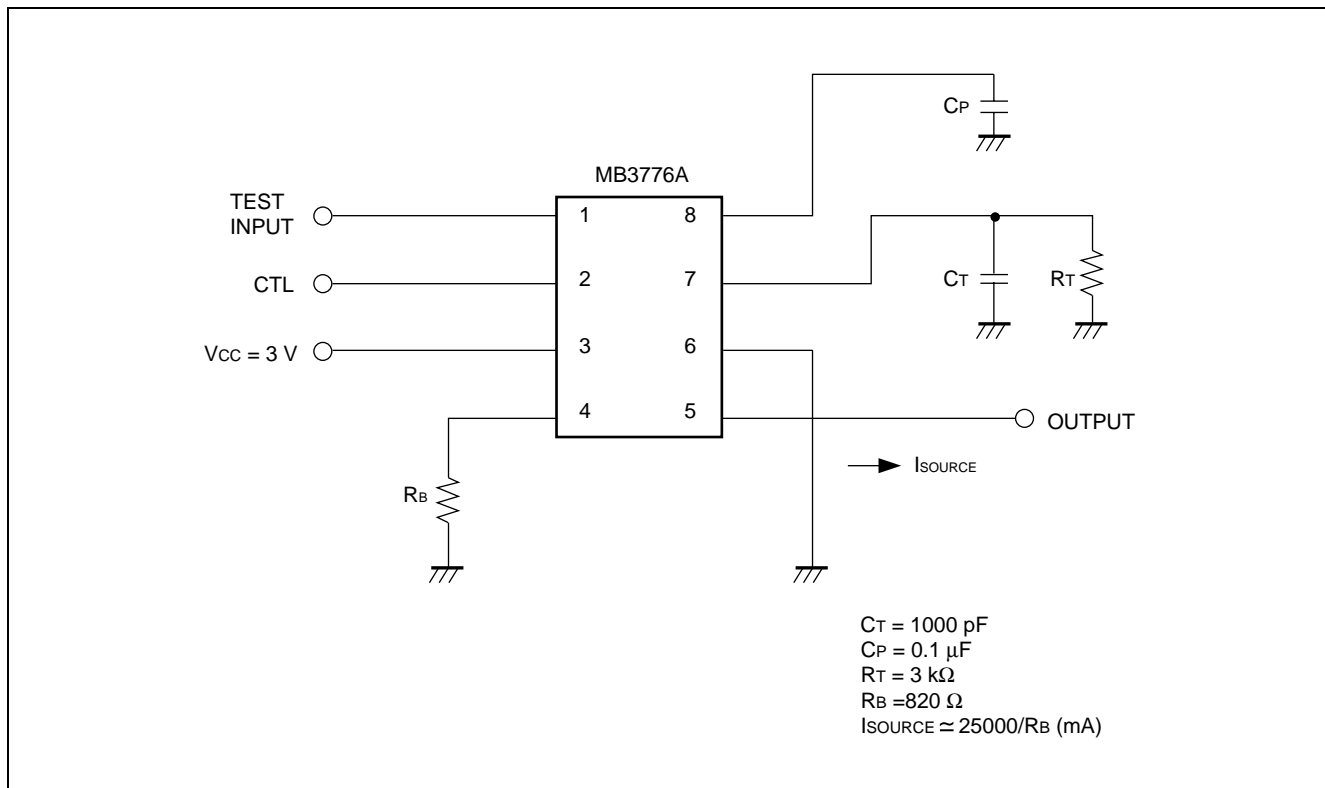 CP
MB3776A
TEST
INPUT
1
8
CTL
2
7
CT
RT
VCC = 3 V
3
6
4
5
OUTPUT
ISOURCE
RB
CT = 1000 pF
CP = 0.1 μF
RT = 3 kΩ
RB =820 Ω
ISOURCE ≃ 25000/RB (mA)